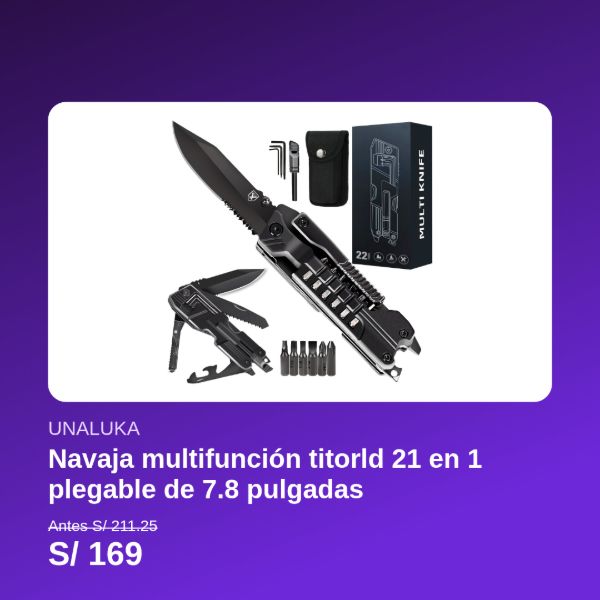 MULTI KNIFE
UNALUKA
Navaja multifunción titorld 21 en 1
plegable de 7.8 pulgadas
Antes S/ 211.25
S/ 169